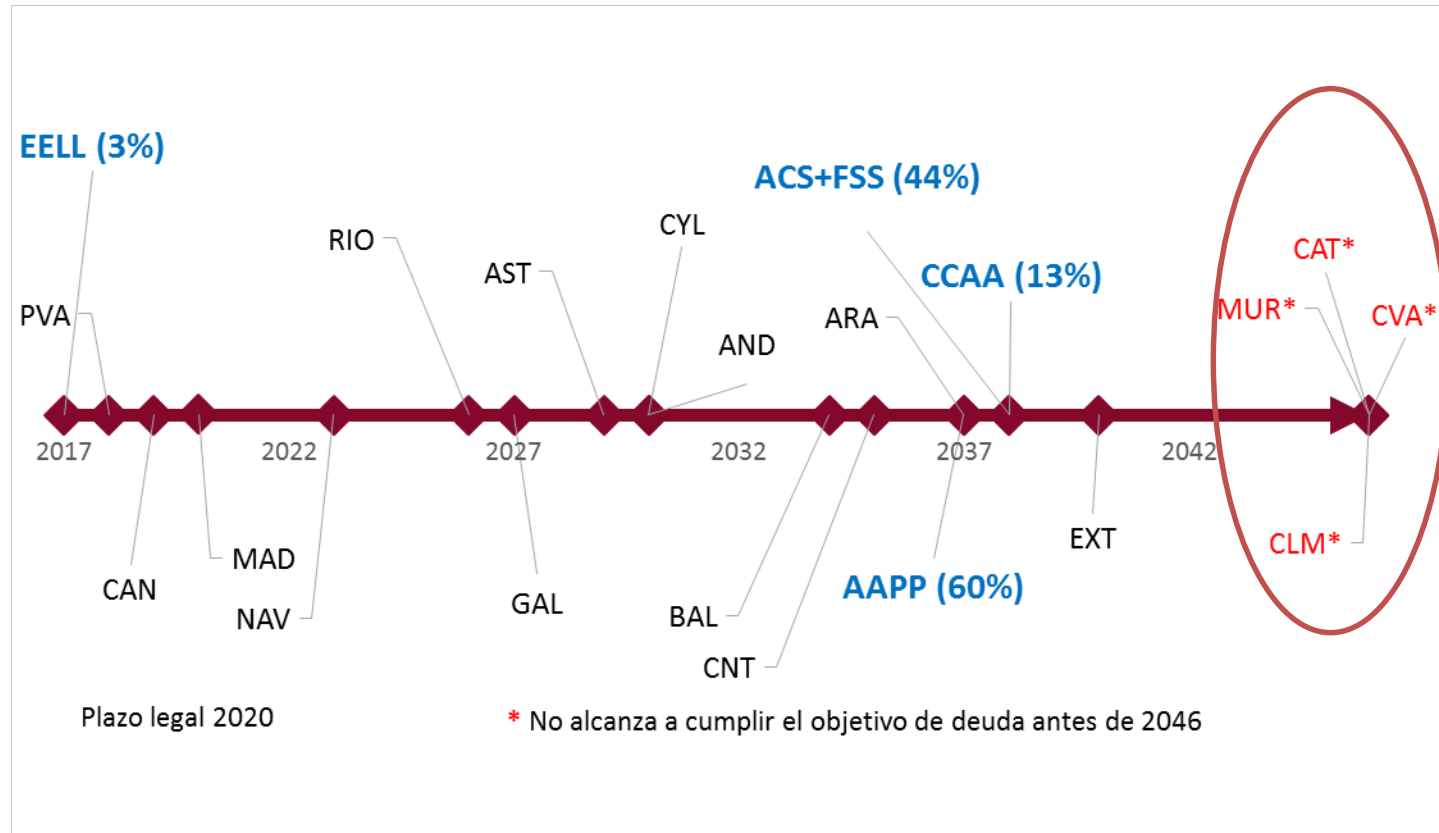 EELL (3%)
ACS+FSS (44%)
CYL
RIO
CAT*
AST
CCAA (13%)
MUR*
CVA*
PVA
ARA
AND
2017
2022
2027
2032
2037
2042
EXT
CLM*
MAD
CAN
AAPP (60%)
GAL
BAL
NAV
CNT
Plazo legal 2020
* No alcanza a cumplir el objetivo de deuda antes de 2046